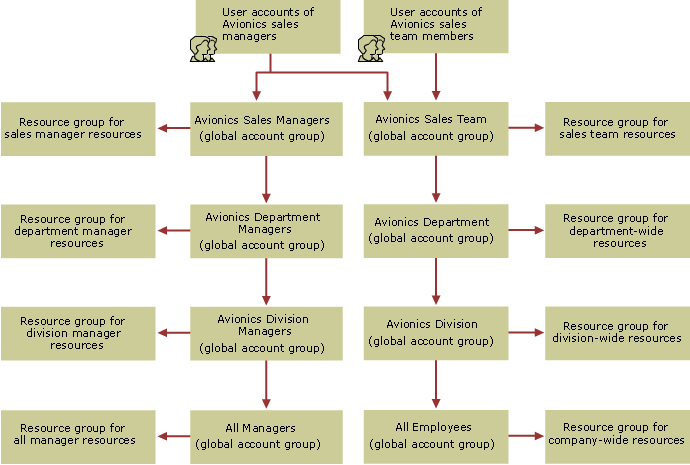 User accounts of
Avionics sales
managers
User accounts of
Avionics sales
team members
Resource group for
sales manager resources
Avionics Sales Managers
(global account group)
Avionics Sales Team
(global account group)
Resource group for
sales team resources
Resource group for
department manager
resources
Avionics Department
Managers
(global account group)
Avionics Department
(global account group)
Resource group for
department-wide
resources
Resource group for
division manager
resources
Avionics Division
Managers
(global account group)
Avionics Division
(global account group)
Resource group for
division-wide resources
Resource group for
all manager resources
All Managers
(global account group)
All Employees
(global account group)
Resource group for
company-wide resources